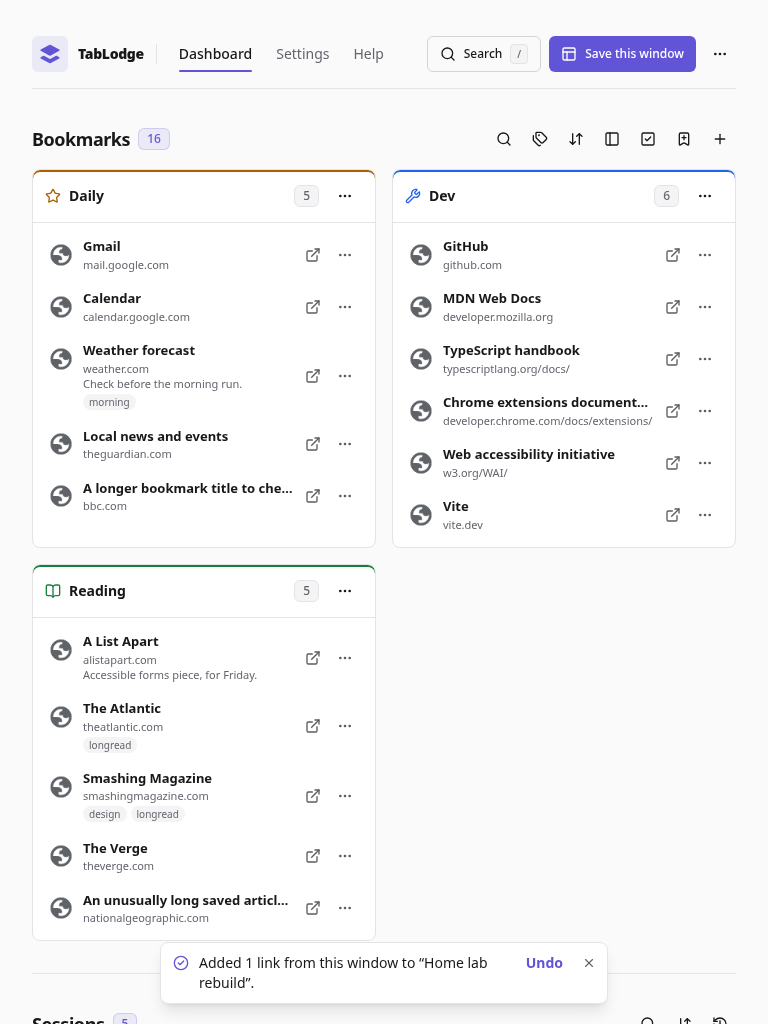 TabLodge
Dashboard
Settings
Help
Search
/
Save this window
Bookmarks
16
Daily
5
Gmail
mail.google.com
Calendar
calendar.google.com
Weather forecast
weather.com
Check before the morning run.
morning
Local news and events
theguardian.com
A longer bookmark title to che...
bbc.com
Dev
6
GitHub
github.com
MDN Web Docs
developer.mozilla.org
TypeScript handbook
typescriptlang.org/docs/
Chrome extensions document...
developer.chrome.com/docs/extensions/
Web accessibility initiative
w3.org/WAI/
Vite
vite.dev
Reading
5
A List Apart
alistapart.com
Accessible forms piece, for Friday.
The Atlantic
theatlantic.com
longread
Smashing Magazine
smashingmagazine.com
design longread
The Verge
theverge.com
An unusually long saved articl...
nationalgeographic.com
Added 1 link from this window to “Home lab
rebuild”.
Undo
Sessions
5